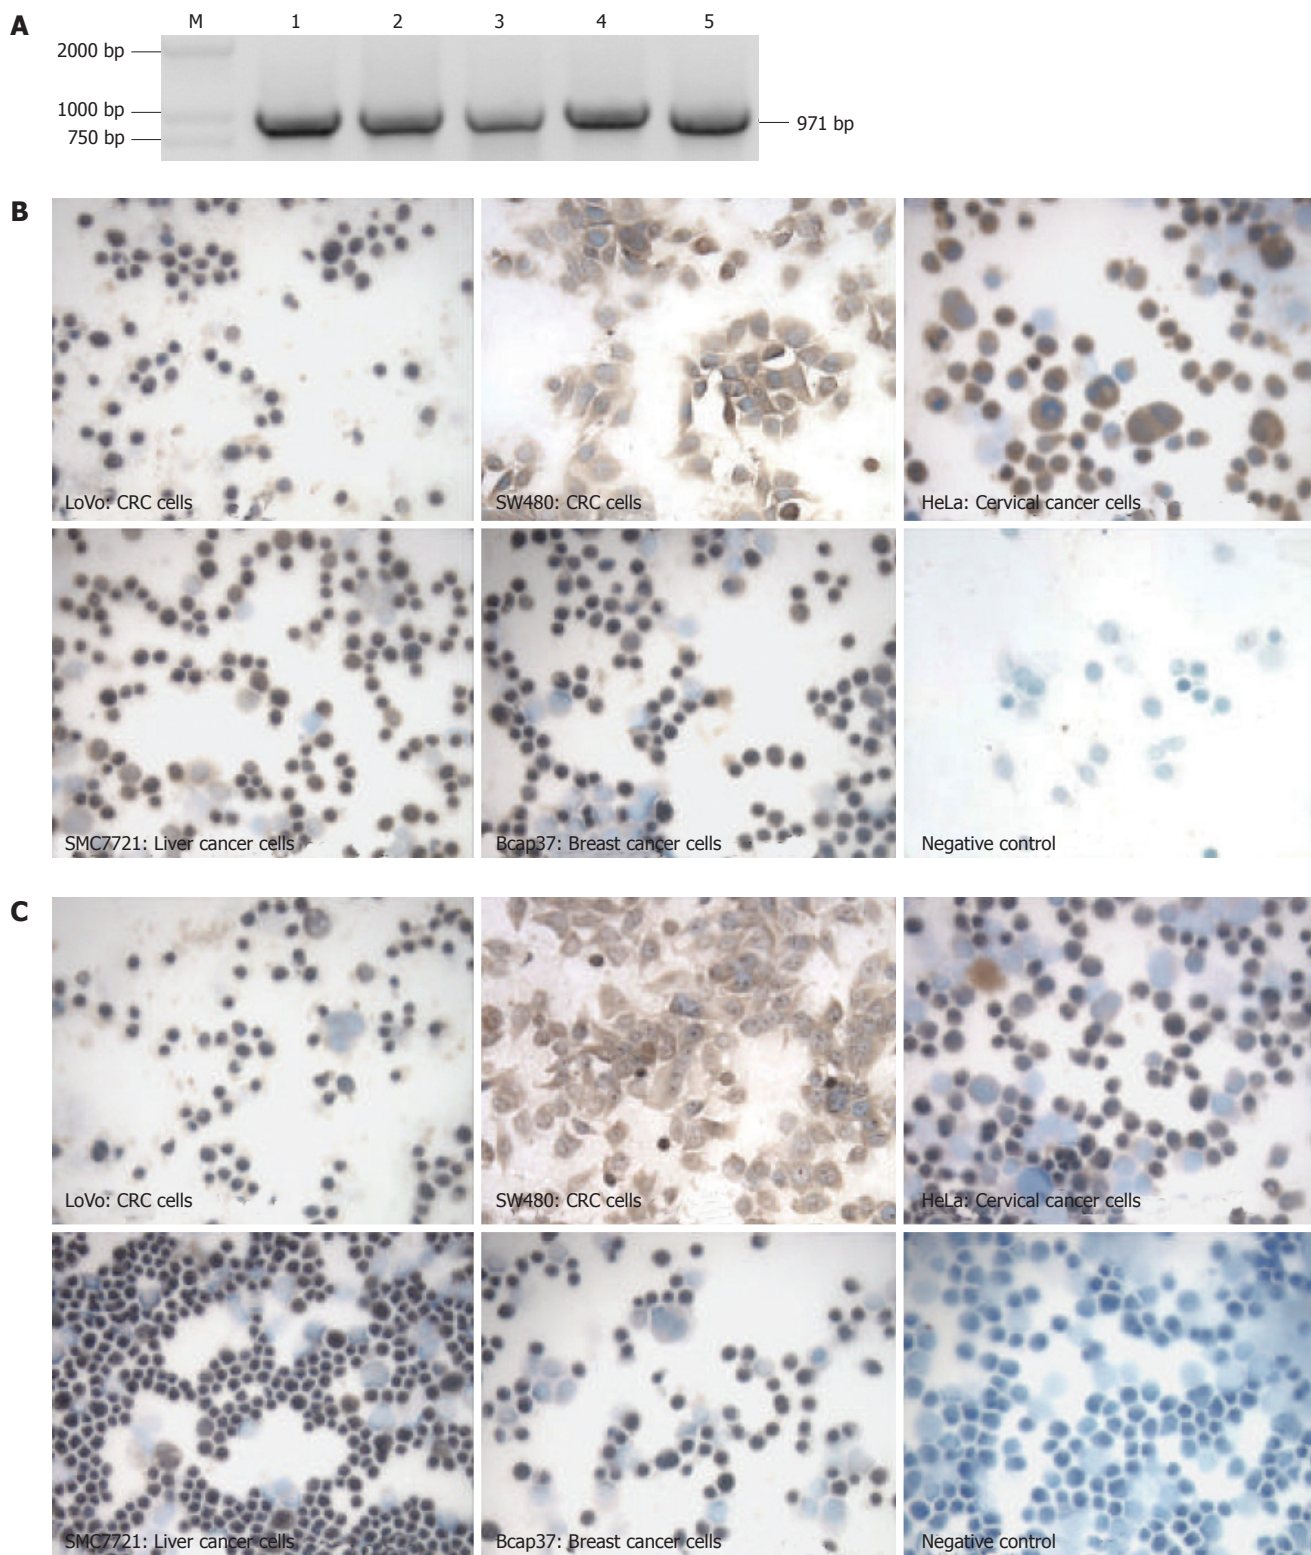 A
M 1 2 3 4 5
2000 bp
1000 bp
750 bp
971 bp
B
LoVo: CRC cells
SW480: CRC cells
HeLa: Cervical cancer cells
SMC7721: Liver cancer cells
Bcap37: Breast cancer cells
Negative control
C
LoVo: CRC cells
SW480: CRC cells
HeLa: Cervical cancer cells
SMC7721: Liver cancer cells
Bcap37: Breast cancer cells
Negative control